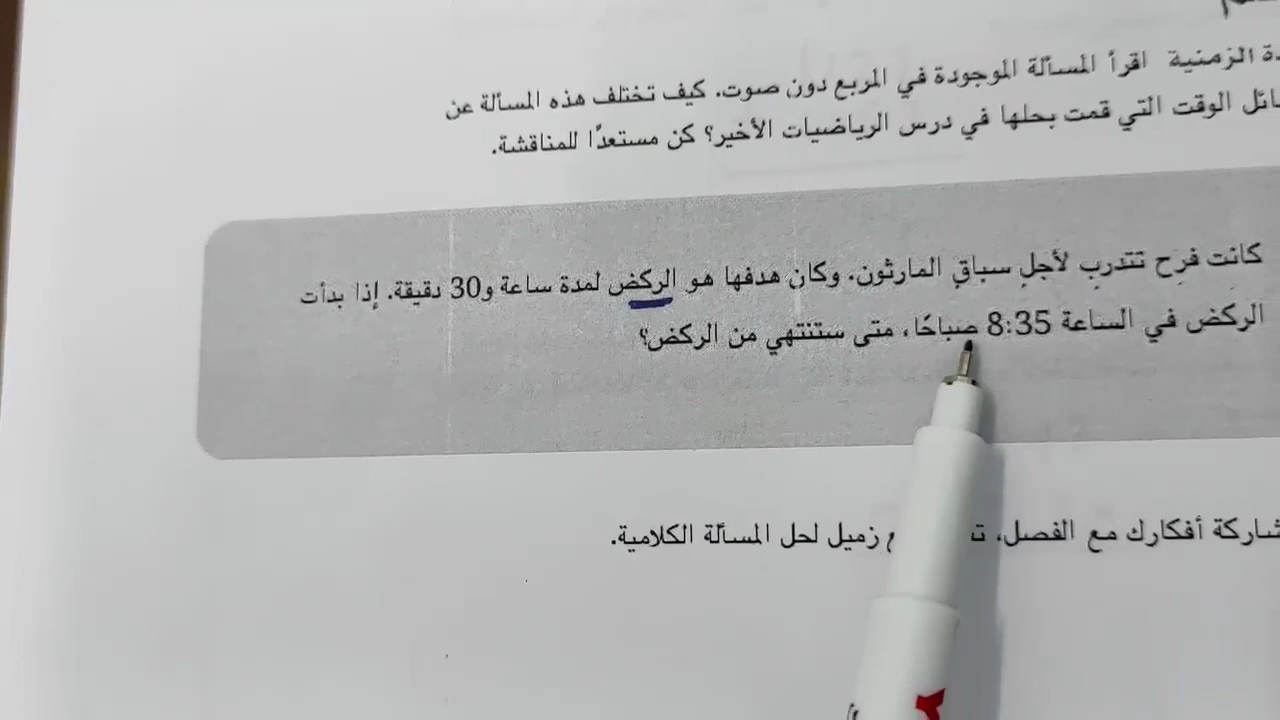 الزمنية اقرأ المسألة الموجودة في المربع دون صوت. كيف تختلف هذه المسألة عن
الوقت التي قمت بحلها في درس الرياضيات الأخير؟ كن مستعدًا للمناقشة.
كانت فرح تتدرب لأجل سباق المارثون. وكان هدفها هو الركض لمدة ساعة و30 دقيقة. إذا بدأت
الركض في الساعة 8:35 صباحًا، متى ستنتهي من الركض؟
أفكارك مع الفصل، زميل لحل المسألة الكلامية.